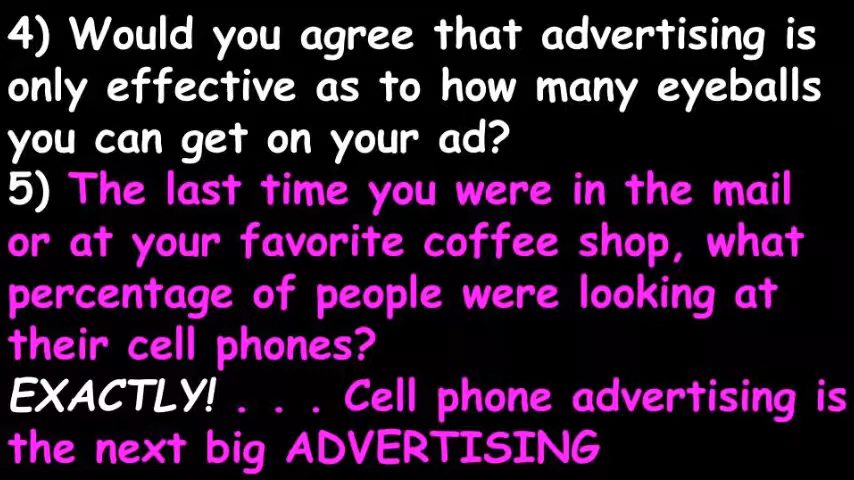 4) Would you agree that advertising is
only effective as to how many eyeballs
you can get on your ad?
5) The last time you were in the mail
or at your favorite coffee shop, what
percentage of people were looking at
their cell phones?
EXACTLY! . . . Cell phone advertising is
the next big ADVERTISING